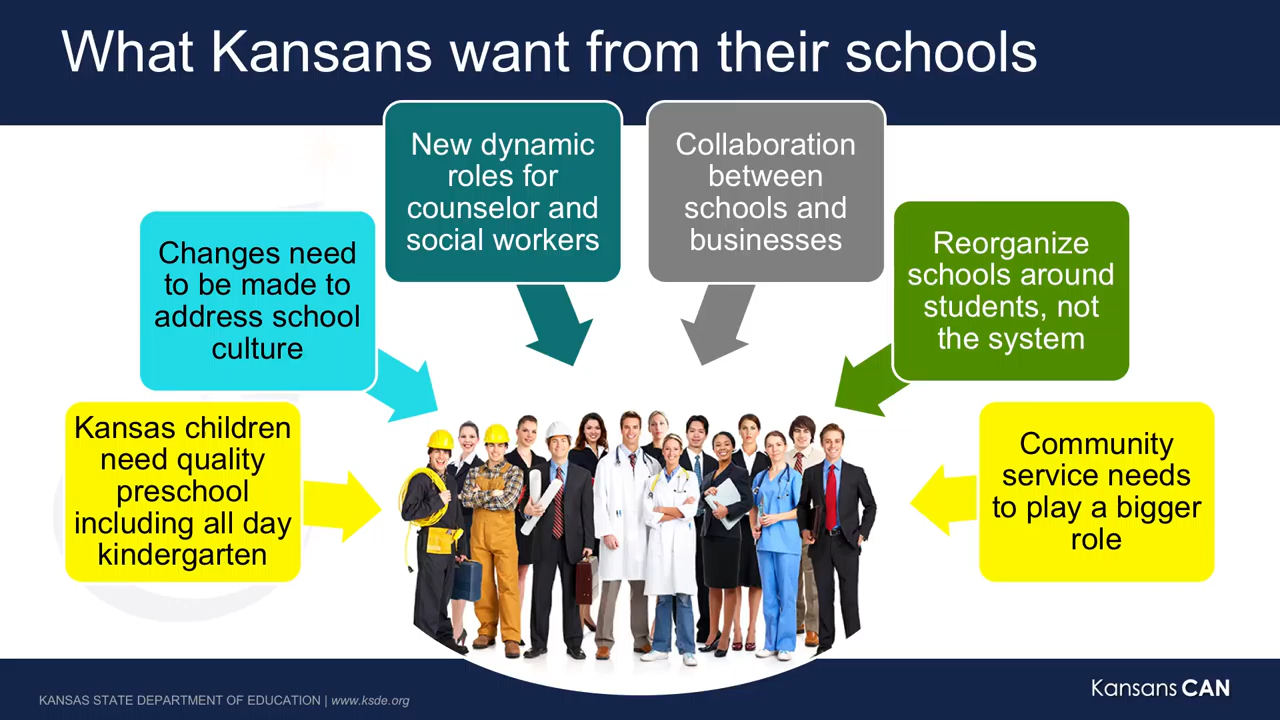 What Kansans want from their schools
New dynamic
roles for
counselor and
social workers
Collaboration
between
schools and
businesses
Changes need
to be made to
address school
culture
Reorganize
schools around
students, not
the system
Kansas children
need quality
preschool
including all day
kindergarten
Community
service needs
to play a bigger
role
KANSAS STATE DEPARTMENT OF EDUCATION | www.ksde.org
Kansans CAN